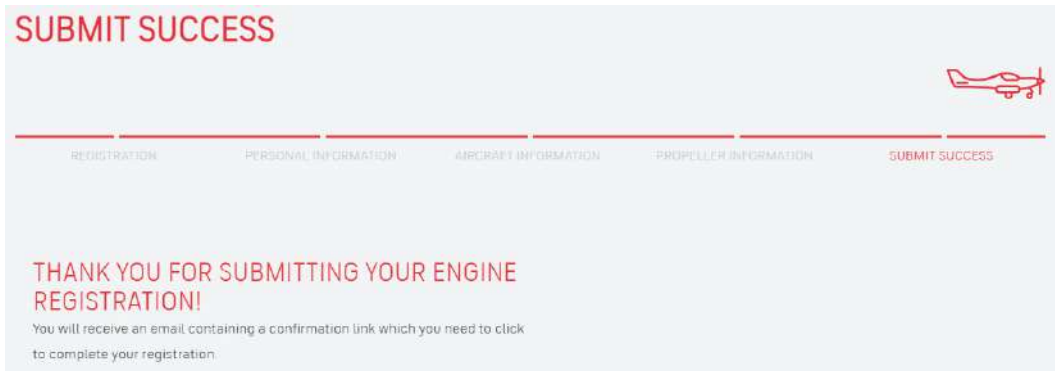 SUBMIT SUCCESS
REGISTRATION
PERSONAL INFORMATION
AIRCRAFT INFORMATION
PROPELLER INFORMATION
SUBMIT SUCCESS
THANK YOU FOR SUBMITTING YOUR ENGINE
REGISTRATION!
You will receive an email containing a confirmation link which you need to click
to complete your registration.